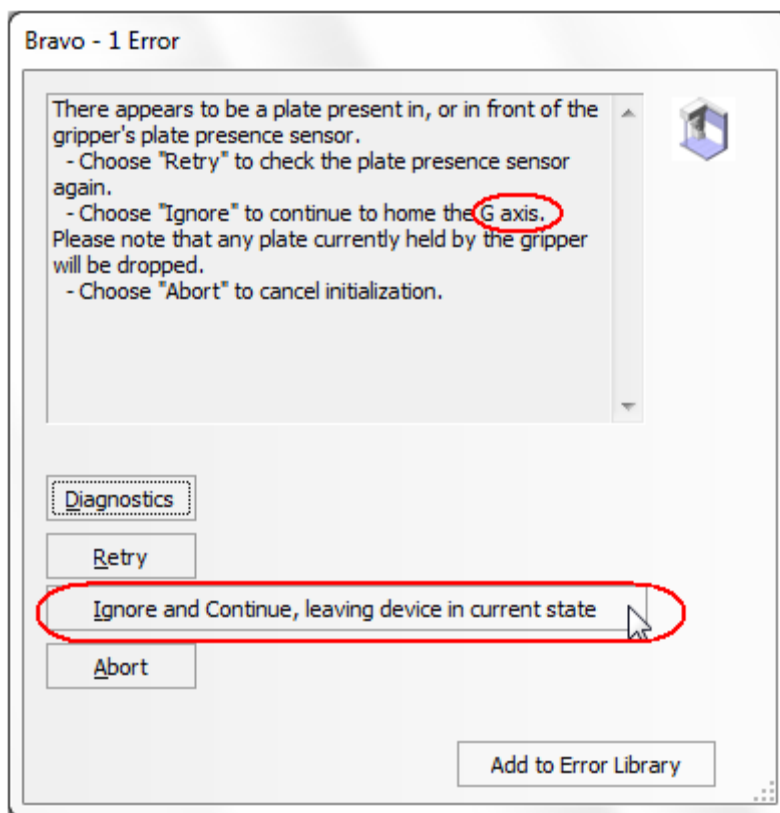 Bravo - 1 Error
There appears to be a plate present in, or in front of the
gripper's plate presence sensor.
- Choose "Retry" to check the plate presence sensor
again.
- Choose "Ignore" to continue to home the G axis.
Please note that any plate currently held by the gripper
will be dropped.
- Choose "Abort" to cancel initialization.
Diagnostics
Retry
Ignore and Continue, leaving device in current state
Abort
Add to Error Library